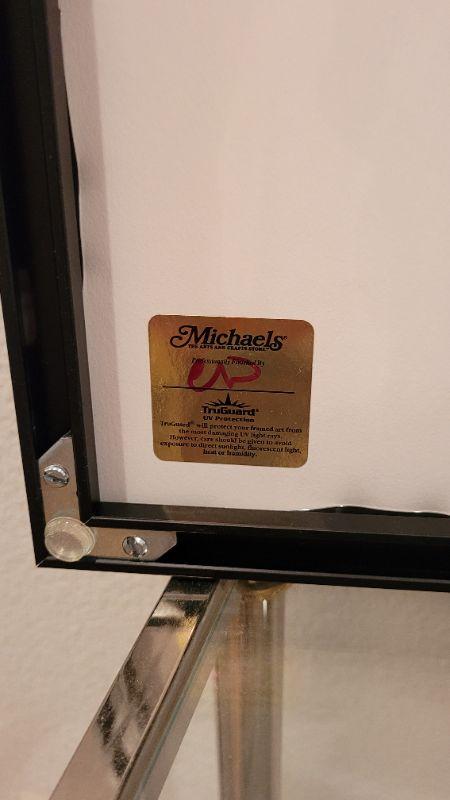 Michaels®
THE ARTS AND CRAFTS STORE®
Professionally Finished By
TruGuard®
UV Protection
TruGuard® will protect your framed art from
the most damaging UV light rays.
However, care should be given to avoid
exposure to direct sunlight, fluorescent light,
heat or humidity.